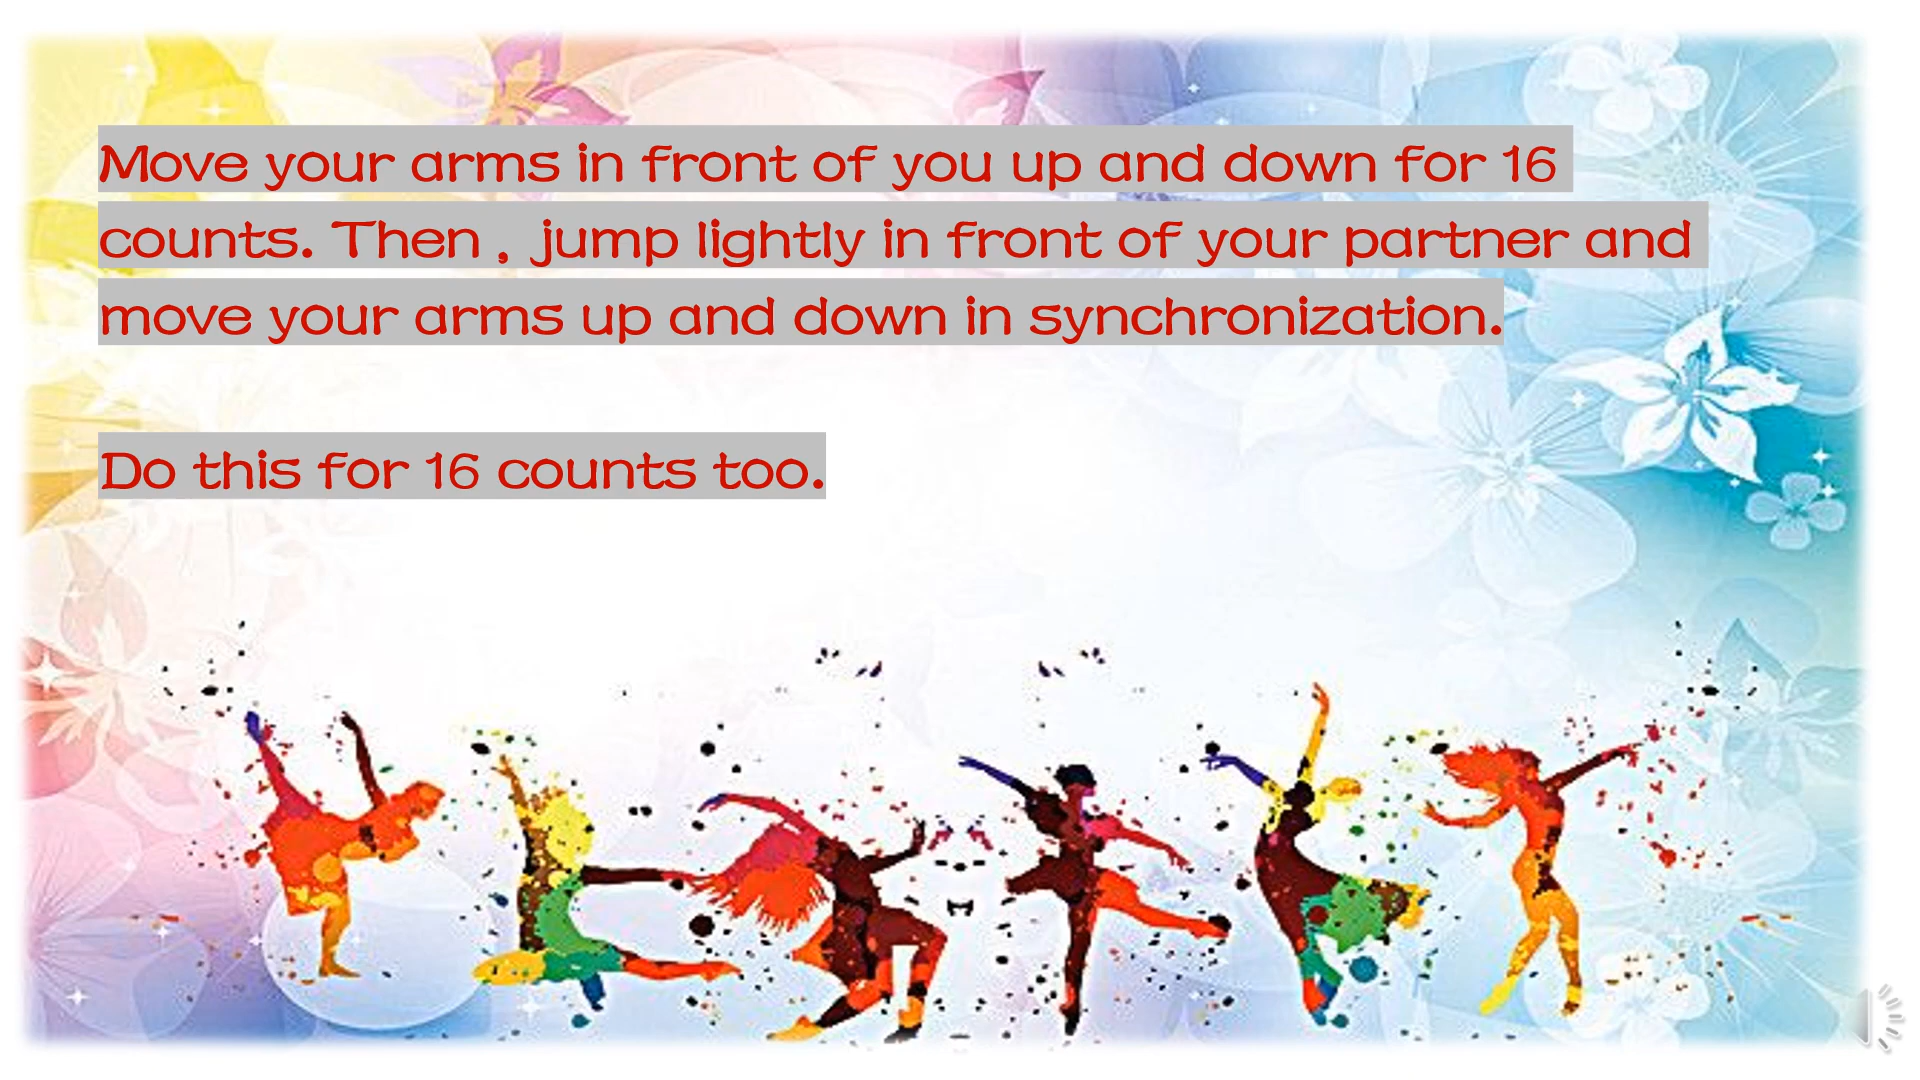 Move your arms in front of you up and down for 16
counts. Then , jump lightly in front of your partner and
move your arms up and down in synchronization.
Do this for 16 counts too.